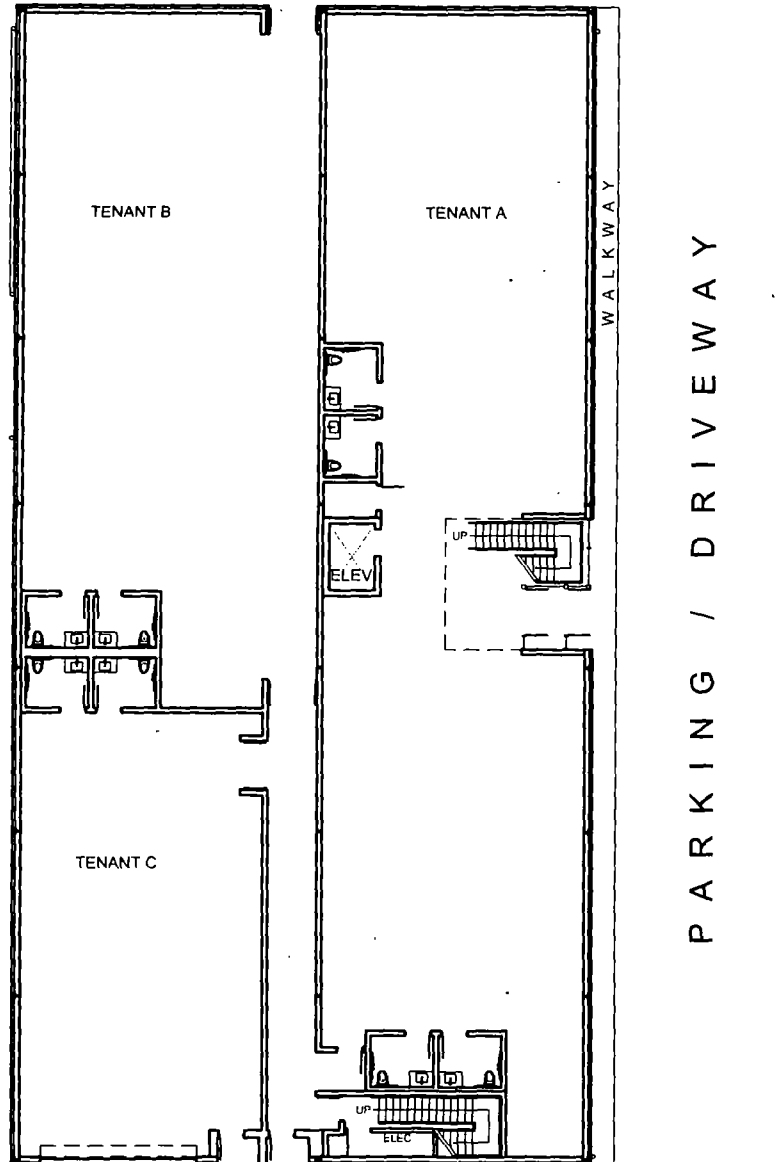 TENANT B
TENANT A
WALKWAY
PARKING / DRIVEWAY
UP
ELEV
TENANT C
UP
ELEC